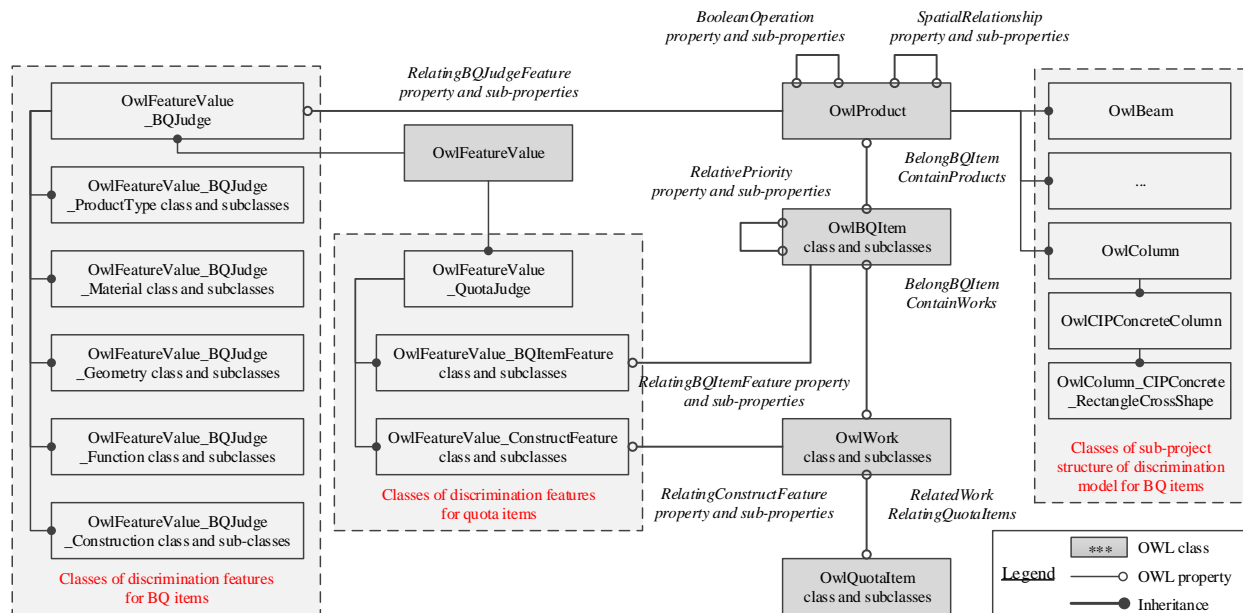 BooleanOperation
property and sub-properties
SpatialRelationship
property and sub-properties
RelatingBQJudgeFeature
property and sub-properties
OwlFeatureValue
_BQJudge
OwlFeatureValue_BQJudge
_ProductType class and subclasses
OwlFeatureValue_BQJudge
_Material class and subclasses
OwlFeatureValue_BQJudge
_Geometry class and subclasses
OwlFeatureValue_BQJudge
_Function class and subclasses
OwlFeatureValue_BQJudge
_Construction class and sub-classes
Classes of discrimination features
for BQ items
OwlFeatureValue
OwlFeatureValue
_QuotaJudge
OwlFeatureValue_BQItemFeature
class and subclasses
OwlFeatureValue_ConstructFeature
class and subclasses
Classes of discrimination features
for quota items
OwlProduct
RelativePriority
property and sub-properties
BelongBQItem
ContainProducts
OwlBQItem
class and subclasses
BelongBQItem
ContainWorks
RelatingBQItemFeature property
and sub-properties
OwlWork
class and subclasses
RelatingConstructFeature
property and sub-properties
RelatedWork
RelatingQuotaItems
OwlQuotaItem
class and subclasses
OwlBeam
...
OwlColumn
OwlCIPConcreteColumn
OwlColumn_CIPConcrete
_RectangleCrossShape
Classes of sub-project
structure of discrimination
model for BQ items
Legend
*** OWL class
OWL property
Inheritance